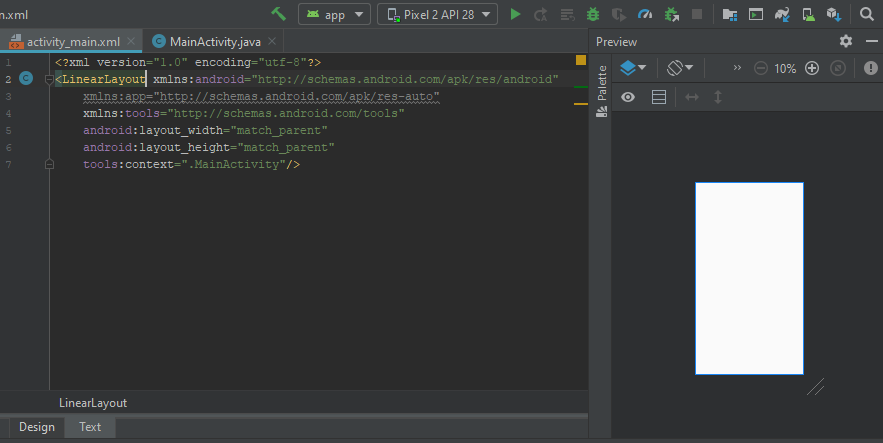 n.xml
app
Pixel 2 API 28
activity_main.xml
MainActivity.java
1 <?xml version="1.0" encoding="utf-8"?>
2 <LinearLayout xmlns:android="http://schemas.android.com/apk/res/android"
3 xmlns:app="http://schemas.android.com/apk/res-auto"
4 xmlns:tools="http://schemas.android.com/tools"
5 android:layout_width="match_parent"
6 android:layout_height="match_parent"
7 tools:context=".MainActivity"/>
LinearLayout
Design
Text
Preview
Palette
»
10%